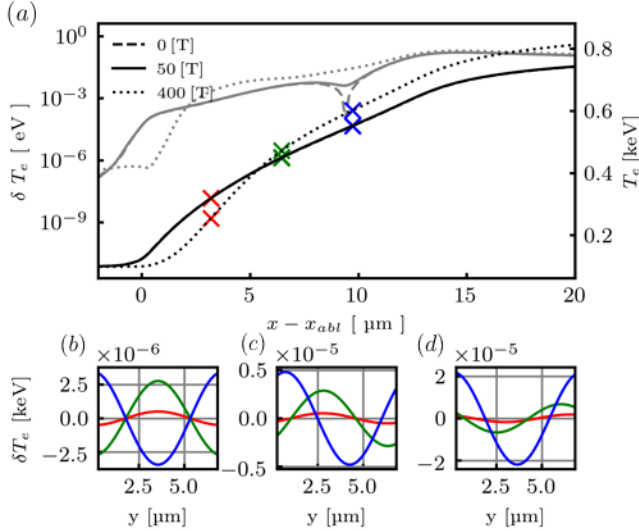 (a)
10^0
10^{-3}
10^{-6}
10^{-9}
δ T_e [ eV]
0 [T]
50 [T]
400 [T]
0.8
0.6
0.4
0.2
T_e [keV]
0 5 10 15 20
x − x_{abl} [ µm]
(b) ×10^{-6}
(c) ×10^{-5}
(d) ×10^{-5}
δT_e [keV]
2.5
0.0
−2.5
0.5
0.0
−0.5
2
0
−2
2.5 5.0
2.5 5.0
2.5 5.0
y [µm]
y [µm]
y [µm]